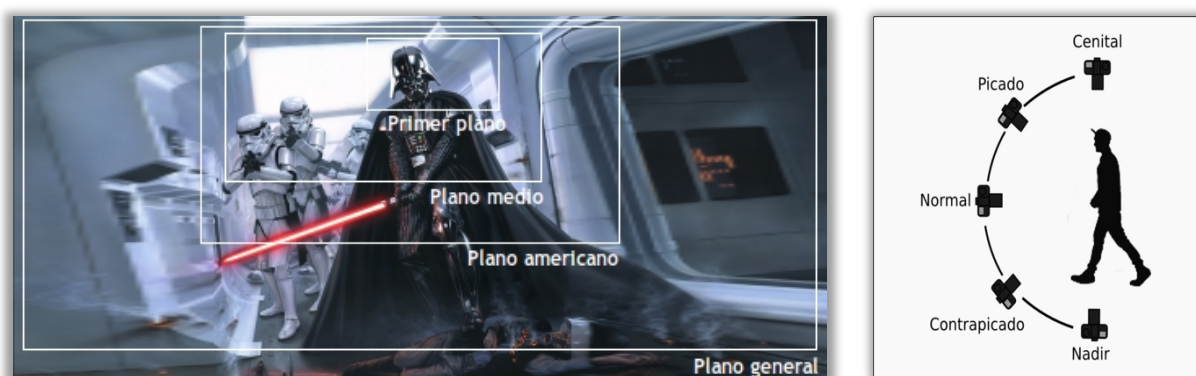 Primer plano
Plano medio
Plano americano
Plano general
Cenital
Picado
Normal
Contrapicado
Nadir